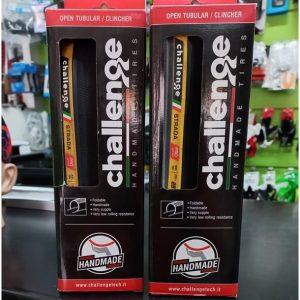 OPEN TUBULAR / CLINCHER
challenge
HANDMADE TIRES
challenge
STRADA
Foldable
Handmade
Very supple
Very low rolling resistance
HANDMADE
www.challengetech.it
OPEN TUBULAR / CLINCHER
challenge
HANDMADE TIRES
challenge
STRADA
Foldable
Handmade
Very supple
Very low rolling resistance
HANDMADE
www.challengetech.it